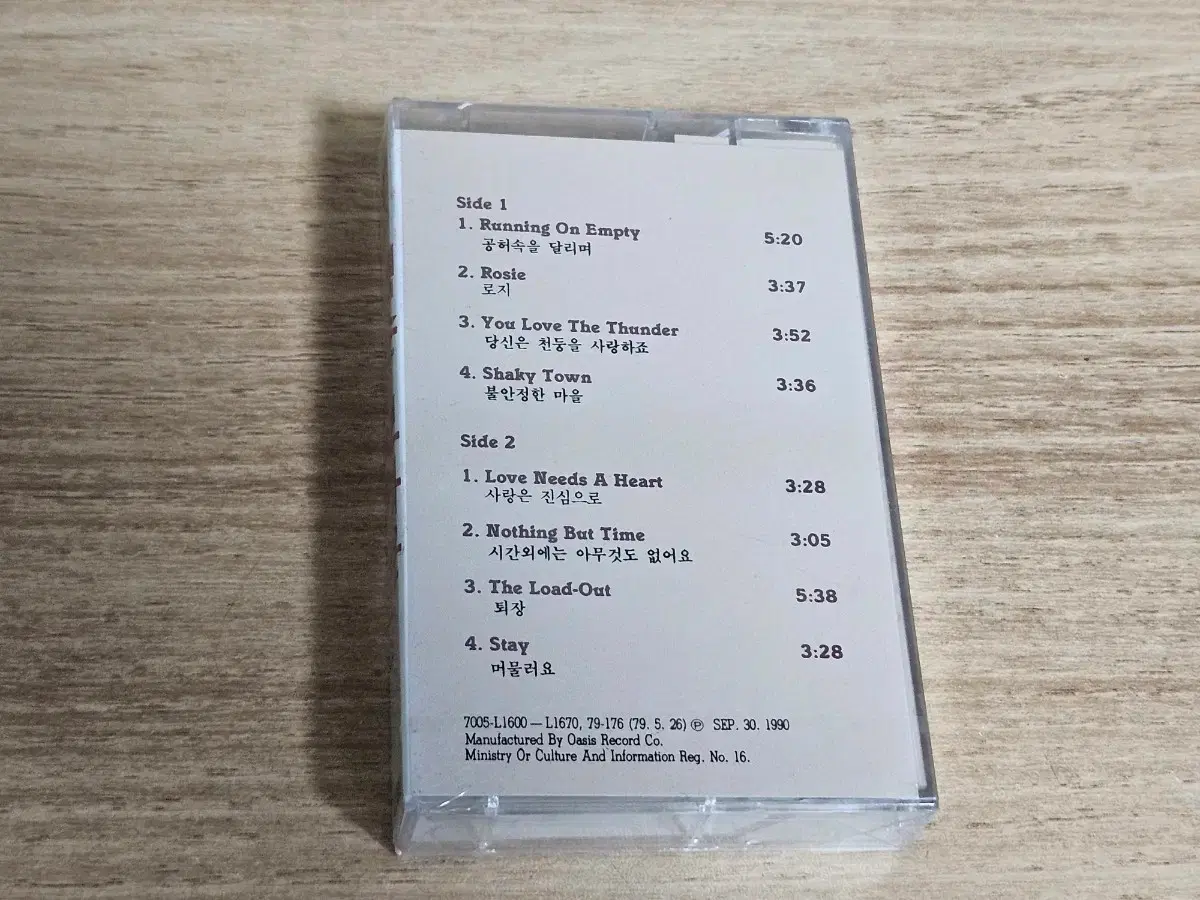 Side 1
1. Running On Empty 5:20
공허속을 달리며
2. Rosie 3:37
로지
3. You Love The Thunder 3:52
당신은 천둥을 사랑하죠
4. Shaky Town 3:36
불안정한 마을
Side 2
1. Love Needs A Heart 3:28
사랑은 진심으로
2. Nothing But Time 3:05
시간외에는 아무것도 없어요
3. The Load-Out 5:38
퇴장
4. Stay 3:28
머물러요
7005-L1600 — L1670, 79-176 (79. 5. 26) ℗ SEP. 30. 1990
Manufactured By Oasis Record Co.
Ministry Or Culture And Information Reg. No. 16.